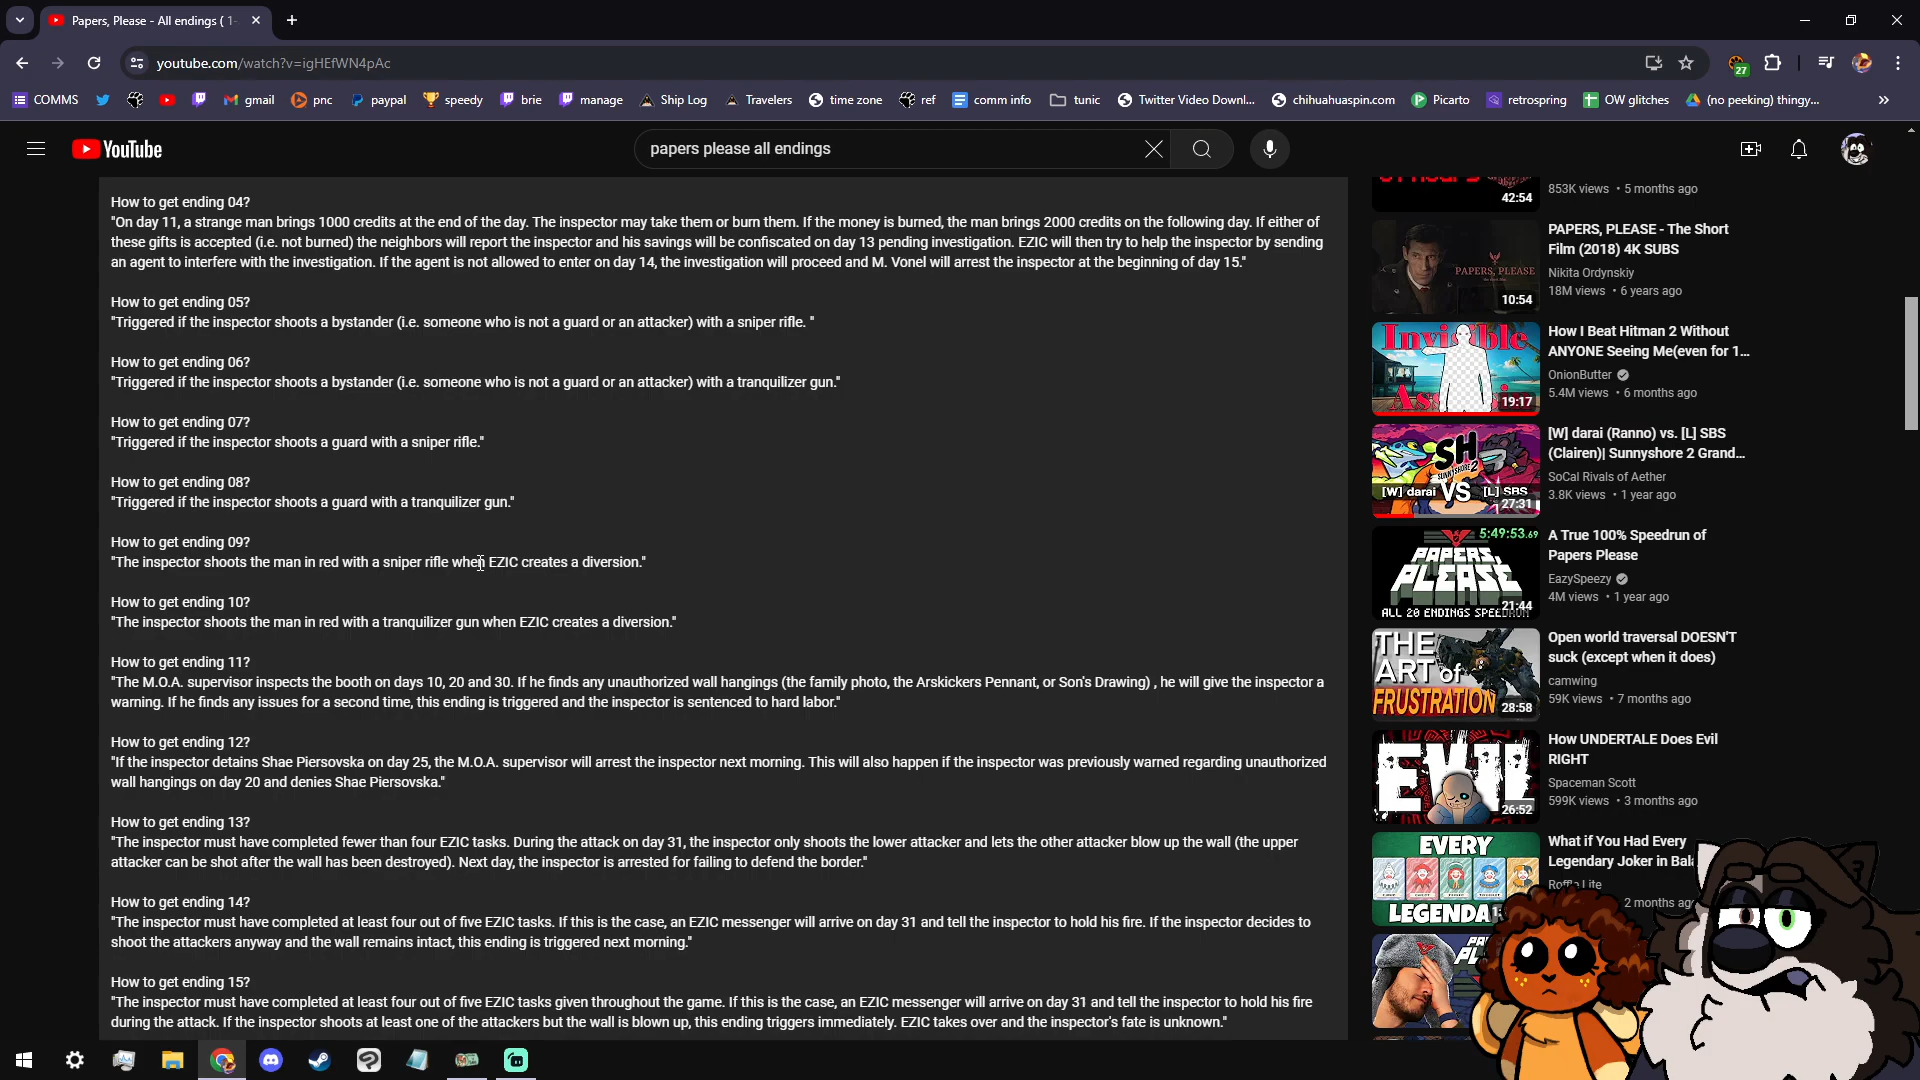 Papers, Please - All endings ( 1-
youtube.com/watch?v=igHEfWN4pAc
27
COMMS
gmail
pnc
paypal
speedy
brie
manage
Ship Log
Travelers
time zone
ref
comm info
tunic
Twitter Video Downl...
chihuahuaspin.com
Picarto
retrospring
OW glitches
(no peeking) thingy...
YouTube
papers please all endings
How to get ending 04?
"On day 11, a strange man brings 1000 credits at the end of the day. The inspector may take them or burn them. If the money is burned, the man brings 2000 credits on the following day. If either of
these gifts is accepted (i.e. not burned) the neighbors will report the inspector and his savings will be confiscated on day 13 pending investigation. EZIC will then try to help the inspector by sending
an agent to interfere with the investigation. If the agent is not allowed to enter on day 14, the investigation will proceed and M. Vonel will arrest the inspector at the beginning of day 15."
How to get ending 05?
"Triggered if the inspector shoots a bystander (i.e. someone who is not a guard or an attacker) with a sniper rifle. "
How to get ending 06?
"Triggered if the inspector shoots a bystander (i.e. someone who is not a guard or an attacker) with a tranquilizer gun."
How to get ending 07?
"Triggered if the inspector shoots a guard with a sniper rifle."
How to get ending 08?
"Triggered if the inspector shoots a guard with a tranquilizer gun."
How to get ending 09?
"The inspector shoots the man in red with a sniper rifle when EZIC creates a diversion."
How to get ending 10?
"The inspector shoots the man in red with a tranquilizer gun when EZIC creates a diversion."
How to get ending 11?
"The M.O.A. supervisor inspects the booth on days 10, 20 and 30. If he finds any unauthorized wall hangings (the family photo, the Arskickers Pennant, or Son's Drawing) , he will give the inspector a
warning. If he finds any issues for a second time, this ending is triggered and the inspector is sentenced to hard labor."
How to get ending 12?
"If the inspector detains Shae Piersovska on day 25, the M.O.A. supervisor will arrest the inspector next morning. This will also happen if the inspector was previously warned regarding unauthorized
wall hangings on day 20 and denies Shae Piersovska."
How to get ending 13?
"The inspector must have completed fewer than four EZIC tasks. During the attack on day 31, the inspector only shoots the lower attacker and lets the other attacker blow up the wall (the upper
attacker can be shot after the wall has been destroyed). Next day, the inspector is arrested for failing to defend the border."
How to get ending 14?
"The inspector must have completed at least four out of five EZIC tasks. If this is the case, an EZIC messenger will arrive on day 31 and tell the inspector to hold his fire. If the inspector decides to
shoot the attackers anyway and the wall remains intact, this ending is triggered next morning."
How to get ending 15?
"The inspector must have completed at least four out of five EZIC tasks given throughout the game. If this is the case, an EZIC messenger will arrive on day 31 and tell the inspector to hold his fire
during the attack. If the inspector shoots at least one of the attackers but the wall is blown up, this ending triggers immediately. EZIC takes over and the inspector's fate is unknown."
42:54
853K views • 5 months ago
PAPERS, PLEASE
10:54
PAPERS, PLEASE - The Short
Film (2018) 4K SUBS
Nikita Ordynskiy
18M views • 6 years ago
Invisible
19:17
How I Beat Hitman 2 Without
ANYONE Seeing Me(even for 1...
OnionButter
5.4M views • 6 months ago
SH
SUNNYSHORE 2
[W] darai VS [L] SBS
27:31
[W] darai (Ranno) vs. [L] SBS
(Clairen)| Sunnyshore 2 Grand...
SoCal Rivals of Aether
3.8K views • 1 year ago
5:49:53.69
PAPERS,
PLEASE
ALL 20 ENDINGS
21:44
A True 100% Speedrun of
Papers Please
EazySpeezy
4M views • 1 year ago
THE
ART of
FRUSTRATION
28:58
Open world traversal DOESN'T
suck (except when it does)
camwing
59K views • 7 months ago
EVIL
26:52
How UNDERTALE Does Evil
RIGHT
Spaceman Scott
599K views • 3 months ago
EVERY
What if You Had Every
Legendary Joker in
Lite
2 months